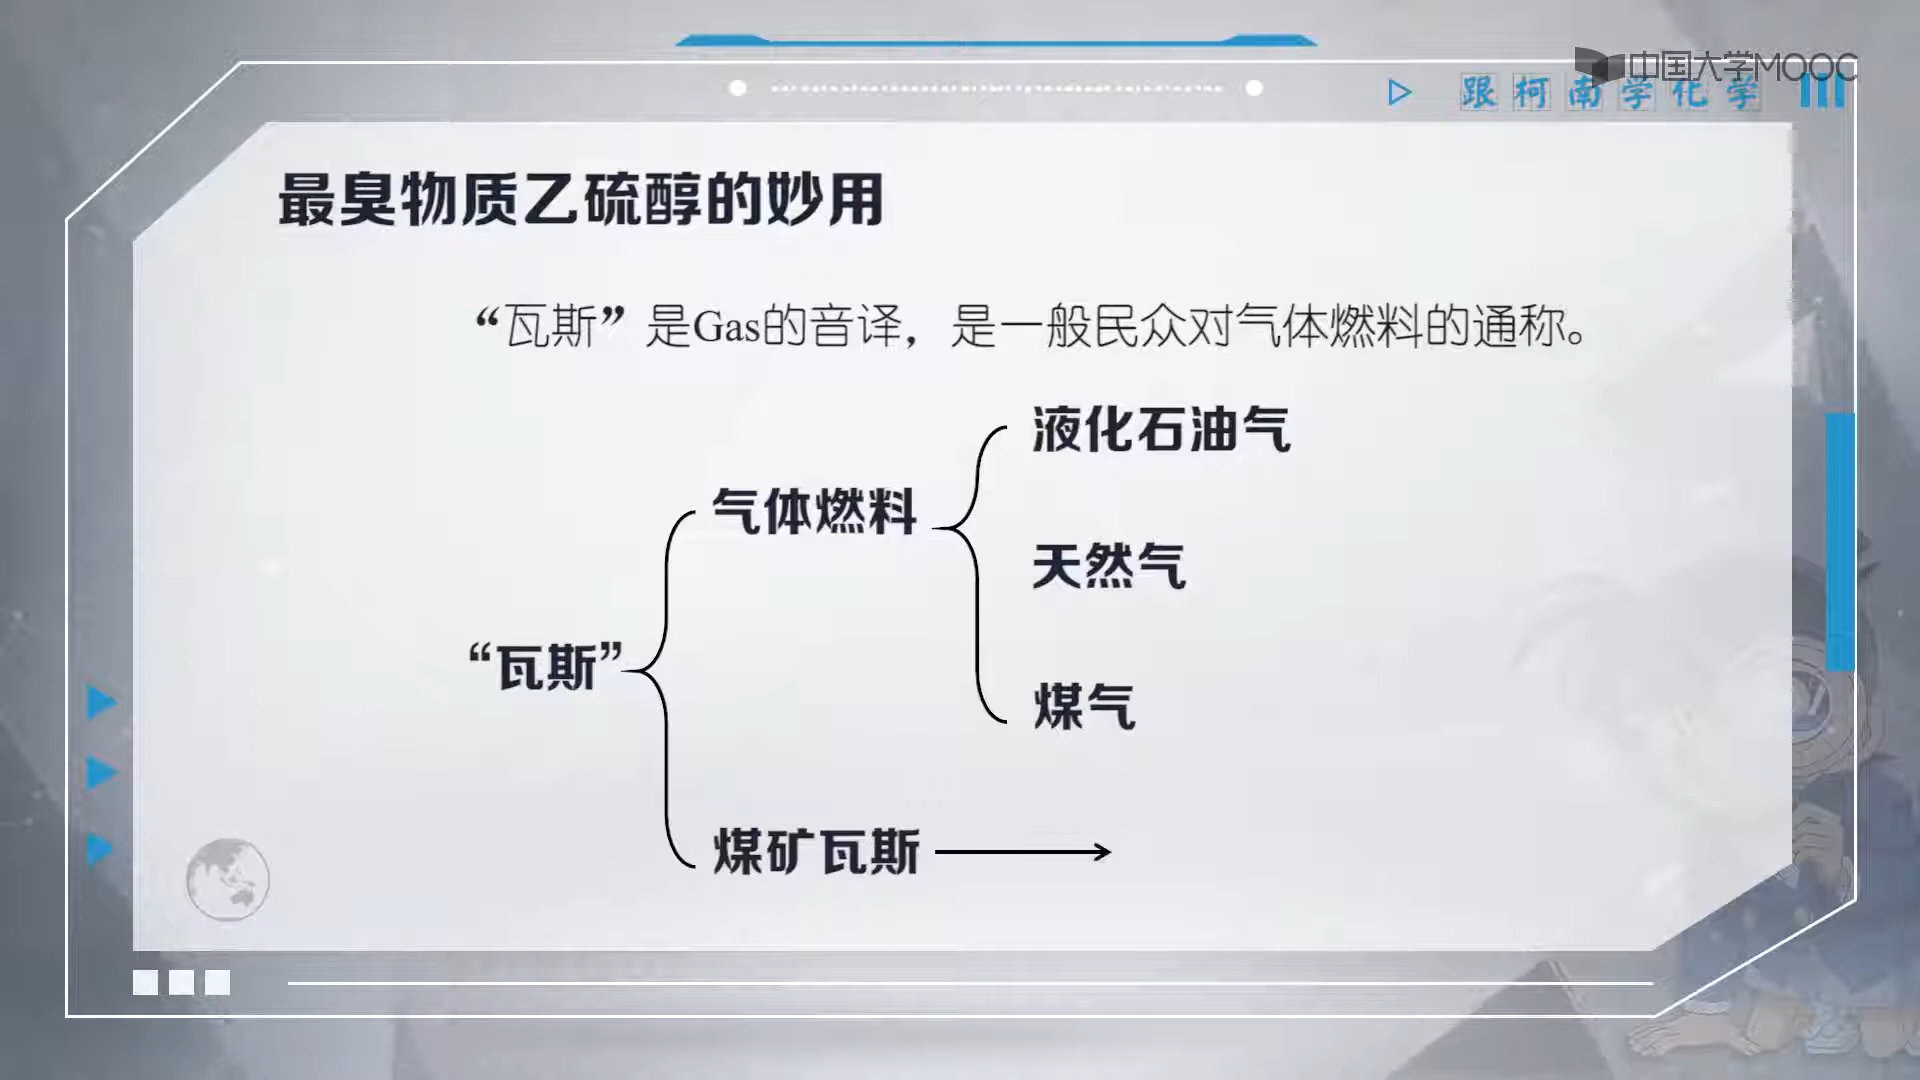 中国大学MOOC
跟柯南学化学
最臭物质乙硫醇的妙用
“瓦斯”是Gas的音译，是一般民众对气体燃料的通称。
液化石油气
气体燃料
天然气
“瓦斯”
煤气
煤矿瓦斯